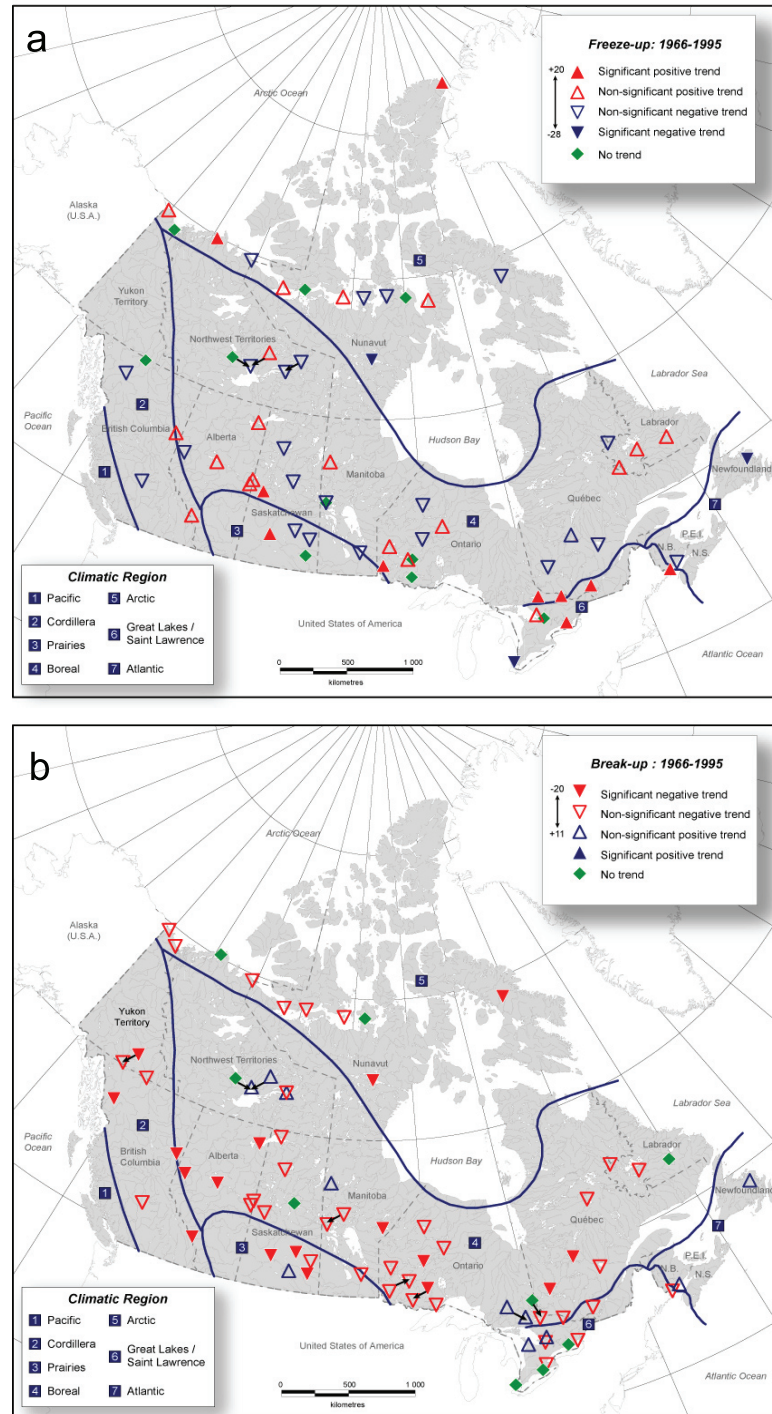 a
Freeze-up: 1966-1995
+20
-28
Significant positive trend
Non-significant positive trend
Non-significant negative trend
Significant negative trend
No trend
Arctic Ocean
Alaska
(U.S.A.)
5
Yukon
Territory
Northwest Territories
Nunavut
Labrador Sea
Pacific
Ocean
2
British Columbia
Alberta
Hudson Bay
Labrador
Newfoundland
1
Manitoba
Québec
7
Saskatchewan
3
4
Ontario
P.E.I.
N.B.
N.S.
6
United States of America
Atlantic Ocean
Climatic Region
1 Pacific
2 Cordillera
3 Prairies
4 Boreal
5 Arctic
6 Great Lakes /
Saint Lawrence
7 Atlantic
0 500 1 000
kilometres
b
Break-up : 1966-1995
-20
+11
Significant negative trend
Non-significant negative trend
Non-significant positive trend
Significant positive trend
No trend
Arctic Ocean
Alaska
(U.S.A.)
5
Yukon
Territory
Northwest Territories
Nunavut
Labrador Sea
Pacific
Ocean
2
British
Columbia
Alberta
Hudson Bay
Labrador
Newfoundland
1
Manitoba
Québec
7
Saskatchewan
3
4
Ontario
P.E.I.
N.B.
N.S.
6
United States of America
Atlantic Ocean
Climatic Region
1 Pacific
2 Cordillera
3 Prairies
4 Boreal
5 Arctic
6 Great Lakes /
Saint Lawrence
7 Atlantic
0 500 1 000
kilometres